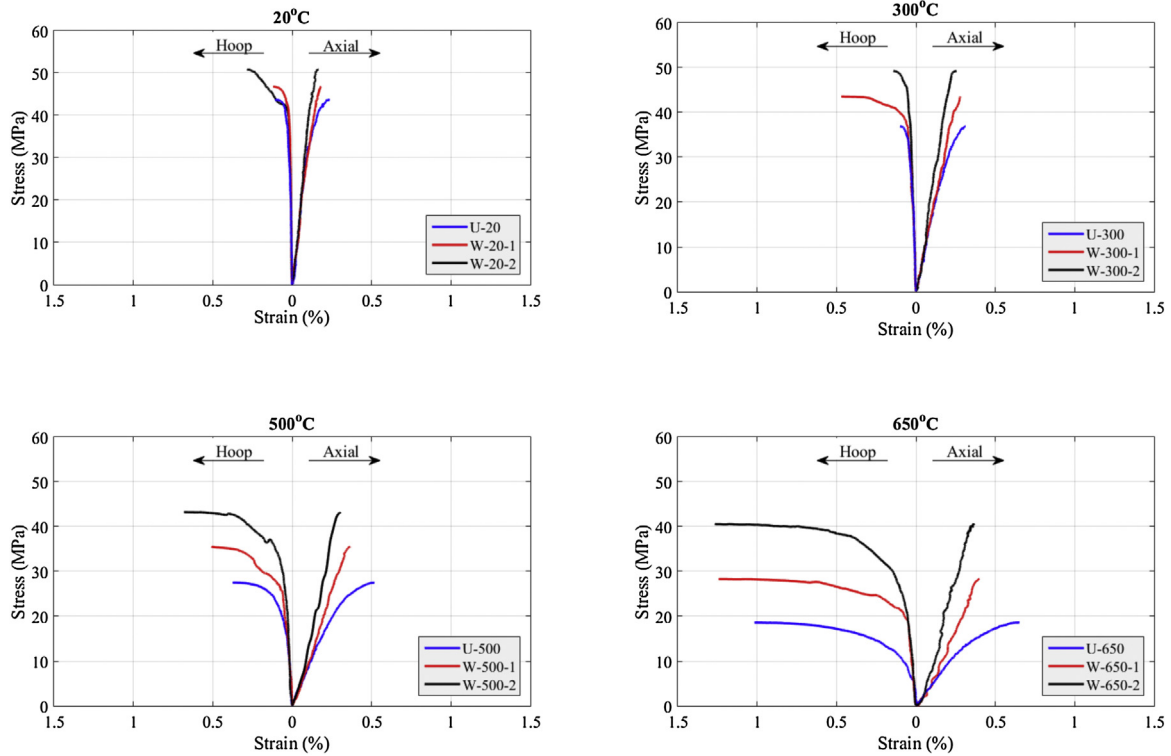 20°C
Hoop Axial
60
50
40
30
20
10
0
Stress (MPa)
U-20
W-20-1
W-20-2
1.5 1 0.5 0 0.5 1 1.5
Strain (%)
300°C
Hoop Axial
60
50
40
30
20
10
0
Stress (MPa)
U-300
W-300-1
W-300-2
1.5 1 0.5 0 0.5 1 1.5
Strain (%)
500°C
Hoop Axial
60
50
40
30
20
10
0
Stress (MPa)
U-500
W-500-1
W-500-2
1.5 1 0.5 0 0.5 1 1.5
Strain (%)
650°C
Hoop Axial
60
50
40
30
20
10
0
Stress (MPa)
U-650
W-650-1
W-650-2
1.5 1 0.5 0 0.5 1 1.5
Strain (%)